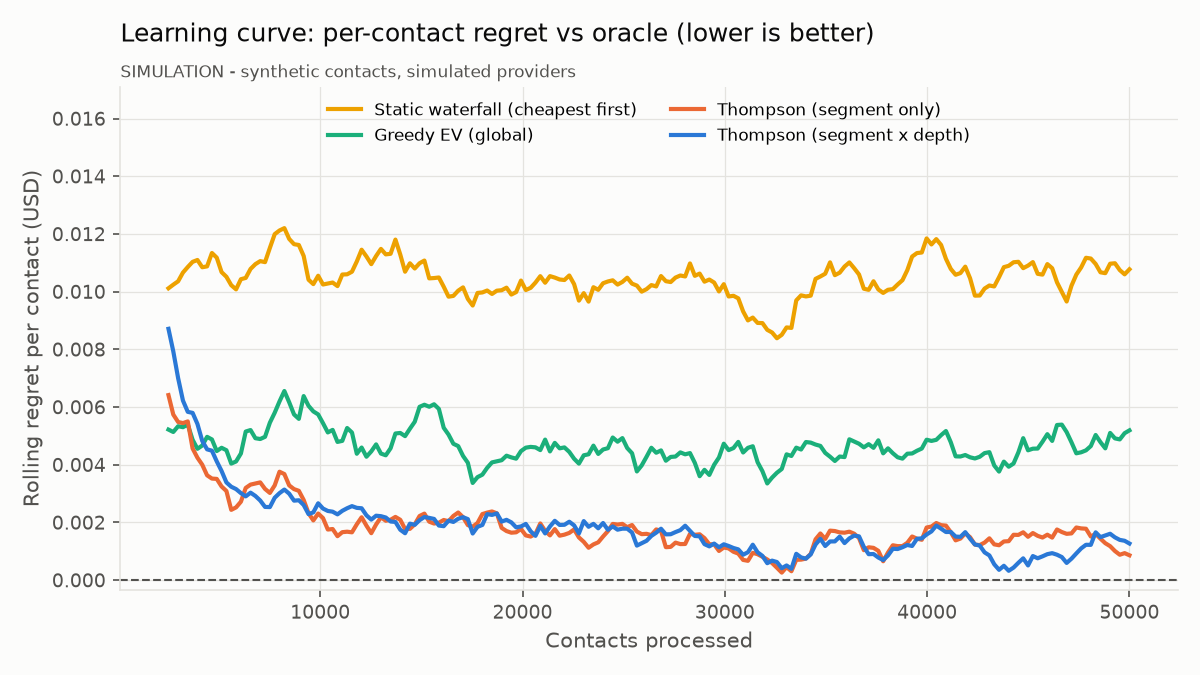 Learning curve: per-contact regret vs oracle (lower is better)
SIMULATION - synthetic contacts, simulated providers
Static waterfall (cheapest first)
Greedy EV (global)
Thompson (segment only)
Thompson (segment x depth)
Rolling regret per contact (USD)
0.016
0.014
0.012
0.010
0.008
0.006
0.004
0.002
0.000
10000
20000
30000
40000
50000
Contacts processed